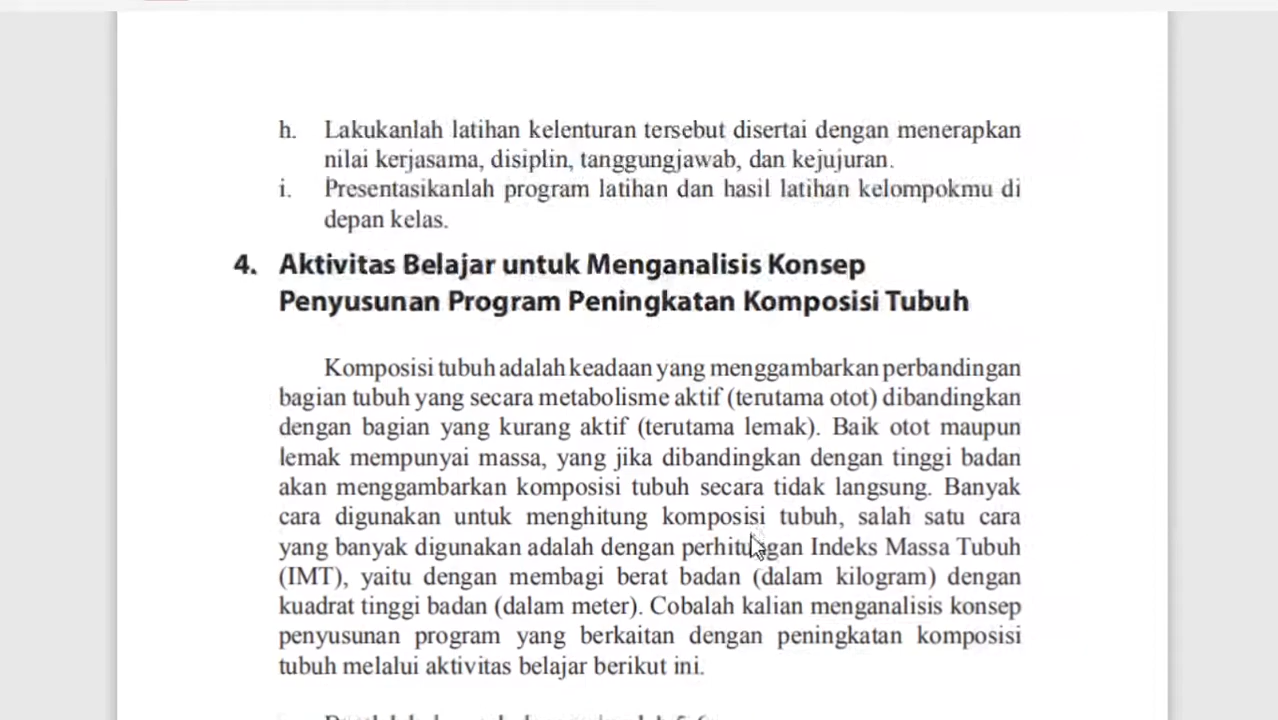 h. Lakukanlah latihan kelenturan tersebut disertai dengan menerapkan
nilai kerjasama, disiplin, tanggungjawab, dan kejujuran.
i. Presentasikanlah program latihan dan hasil latihan kelompokmu di
depan kelas.
4. Aktivitas Belajar untuk Menganalisis Konsep
Penyusunan Program Peningkatan Komposisi Tubuh
Komposisi tubuh adalah keadaan yang menggambarkan perbandingan
bagian tubuh yang secara metabolisme aktif (terutama otot) dibandingkan
dengan bagian yang kurang aktif (terutama lemak). Baik otot maupun
lemak mempunyai massa, yang jika dibandingkan dengan tinggi badan
akan menggambarkan komposisi tubuh secara tidak langsung. Banyak
cara digunakan untuk menghitung komposisi tubuh, salah satu cara
yang banyak digunakan adalah dengan perhitungan Indeks Massa Tubuh
(IMT), yaitu dengan membagi berat badan (dalam kilogram) dengan
kuadrat tinggi badan (dalam meter). Cobalah kalian menganalisis konsep
penyusunan program yang berkaitan dengan peningkatan komposisi
tubuh melalui aktivitas belajar berikut ini.